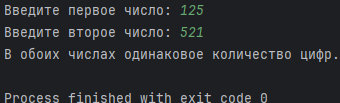 Введите первое число: 125
Введите второе число: 521
В обоих числах одинаковое количество цифр.
Process finished with exit code 0